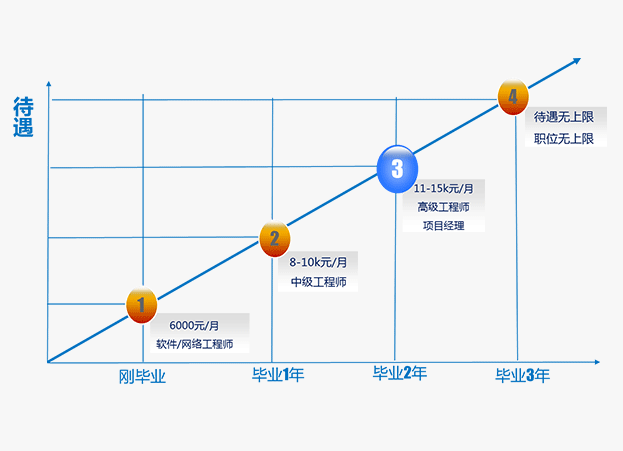 待遇
4
待遇无上限
职位无上限
3
11-15k元/月
高级工程师
项目经理
2
8-10k元/月
中级工程师
1
6000元/月
软件/网络工程师
刚毕业
毕业1年
毕业2年
毕业3年